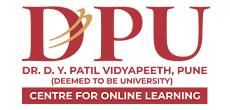 DPU
DR. D. Y. PATIL VIDYAPEETH, PUNE
(DEEMED TO BE UNIVERSITY)
CENTRE FOR ONLINE LEARNING